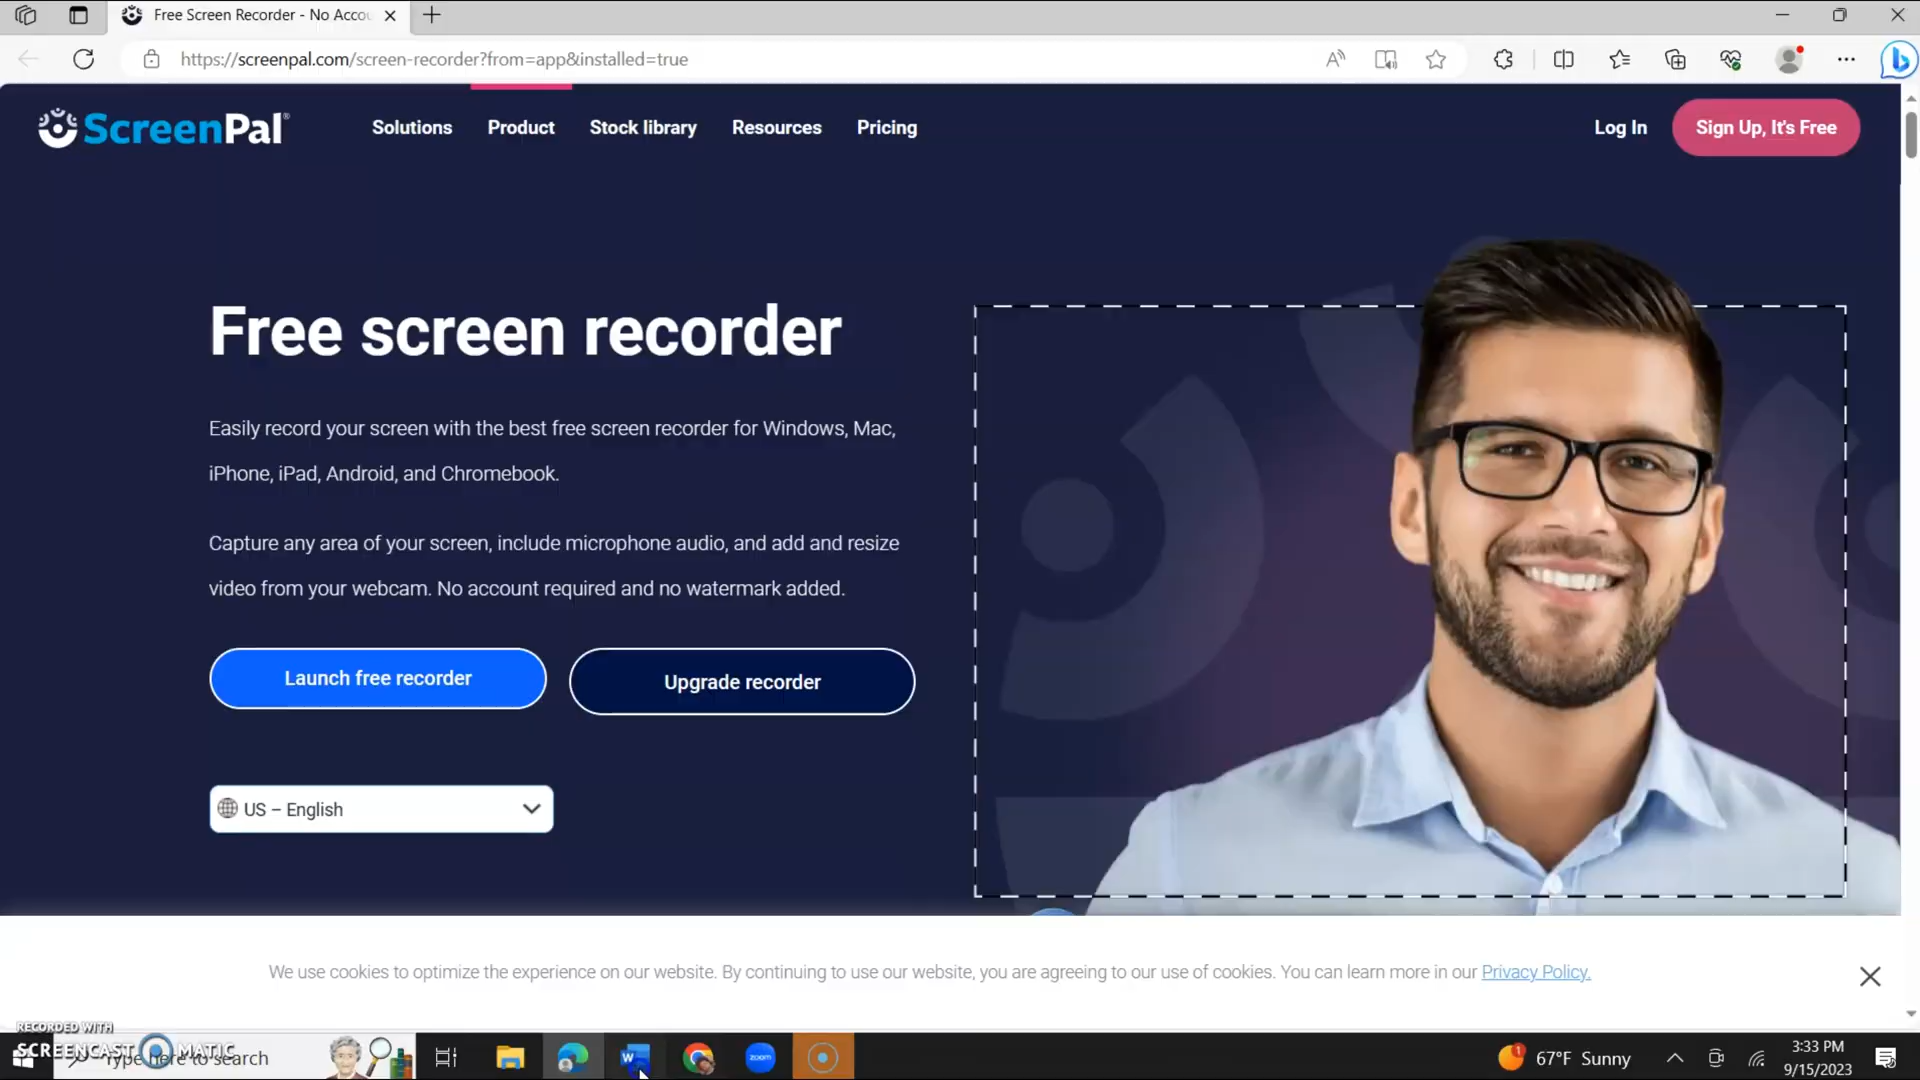 Free Screen Recorder - No Accou
https://screenpal.com/screen-recorder?from=app&installed=true
ScreenPal®
Solutions
Product
Stock library
Resources
Pricing
Log In
Sign Up, It's Free
Free screen recorder
Easily record your screen with the best free screen recorder for Windows, Mac,
iPhone, iPad, Android, and Chromebook.
Capture any area of your screen, include microphone audio, and add and resize
video from your webcam. No account required and no watermark added.
Launch free recorder
Upgrade recorder
US – English
We use cookies to optimize the experience on our website. By continuing to use our website, you are agreeing to our use of cookies. You can learn more in our Privacy Policy.
RECORDED WITH
SCREENCAST MATIC
Type here to search
zoom
1
67°F Sunny
3:33 PM
9/15/2023